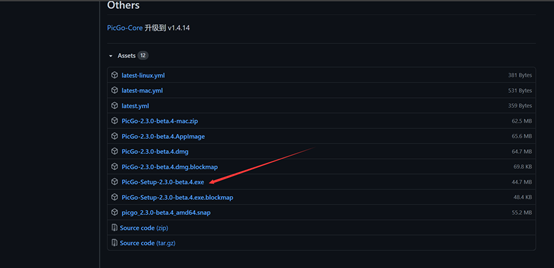 Others
PicGo-Core 升级到 v1.4.14
Assets 12
latest-linux.yml 381 Bytes
latest-mac.yml 531 Bytes
latest.yml 359 Bytes
PicGo-2.3.0-beta.4-mac.zip 62.5 MB
PicGo-2.3.0-beta.4.AppImage 65.6 MB
PicGo-2.3.0-beta.4.dmg 64.7 MB
PicGo-2.3.0-beta.4.dmg.blockmap 69.8 KB
PicGo-Setup-2.3.0-beta.4.exe 44.7 MB
PicGo-Setup-2.3.0-beta.4.exe.blockmap 48.4 KB
picgo_2.3.0-beta.4_amd64.snap 55.2 MB
Source code (zip)
Source code (tar.gz)